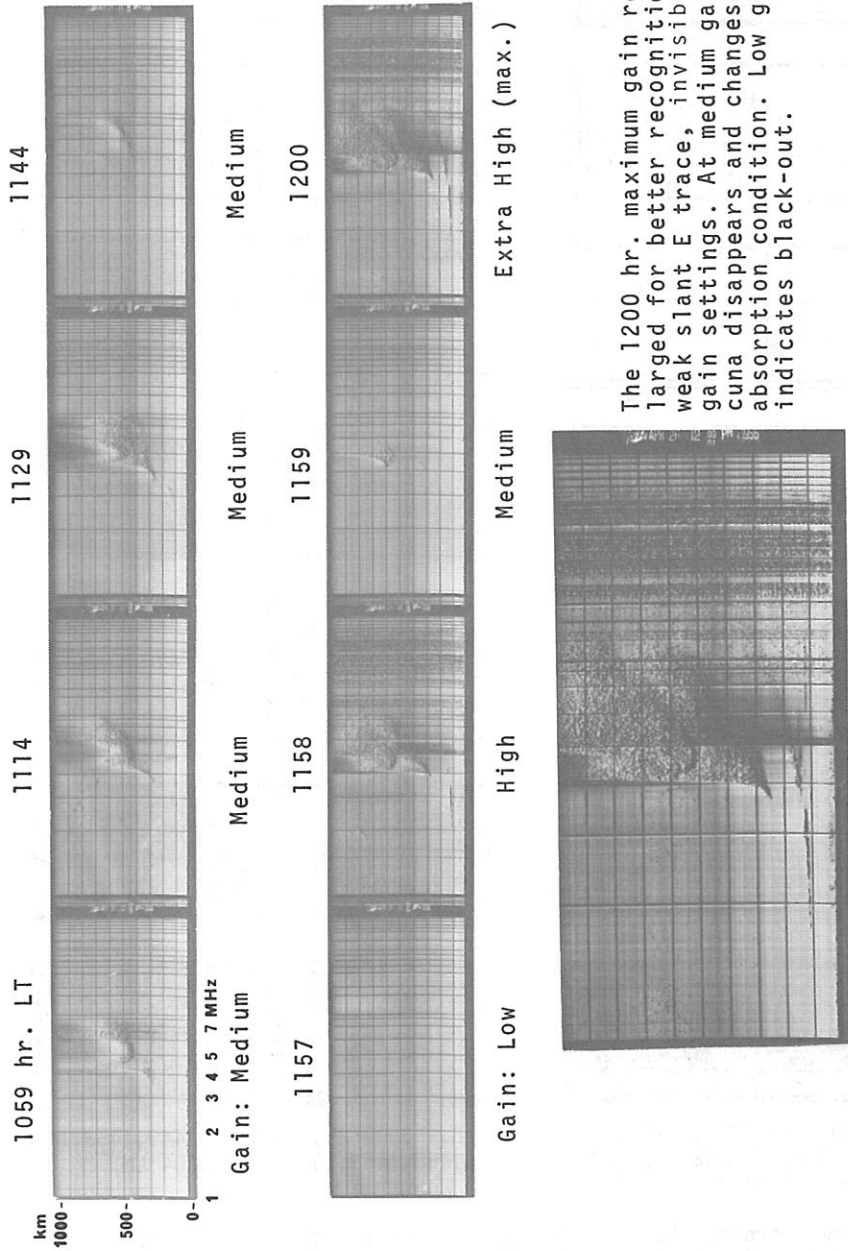 1059 hr. LT
1114
1129
1144
km
1000-
500-
0-
1 2 3 4 5 7 MHz
Gain: Medium
Medium
Medium
Medium
1157
1158
1159
1200
Gain: Low
High
Medium
Extra High (max.)
The 1200 hr. maximum gain re
larged for better recognitio
weak slant E trace, invisib
gain settings. At medium ga
cuna disappears and changes
absorption condition. Low g
indicates black-out.